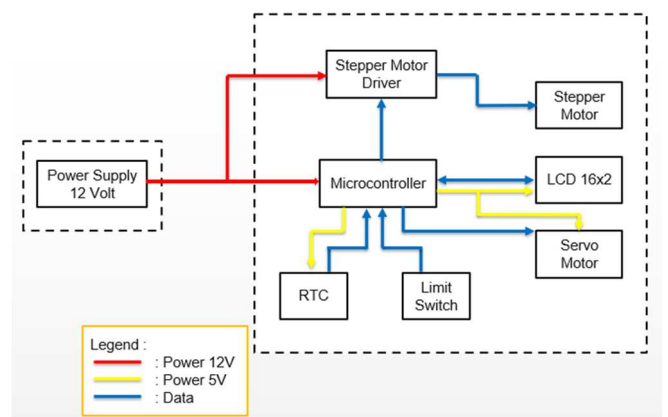 Stepper Motor
Driver
Stepper
Motor
Power Supply
12 Volt
Microcontroller
LCD 16x2
Servo
Motor
RTC
Limit
Switch
Legend :
: Power 12V
: Power 5V
: Data